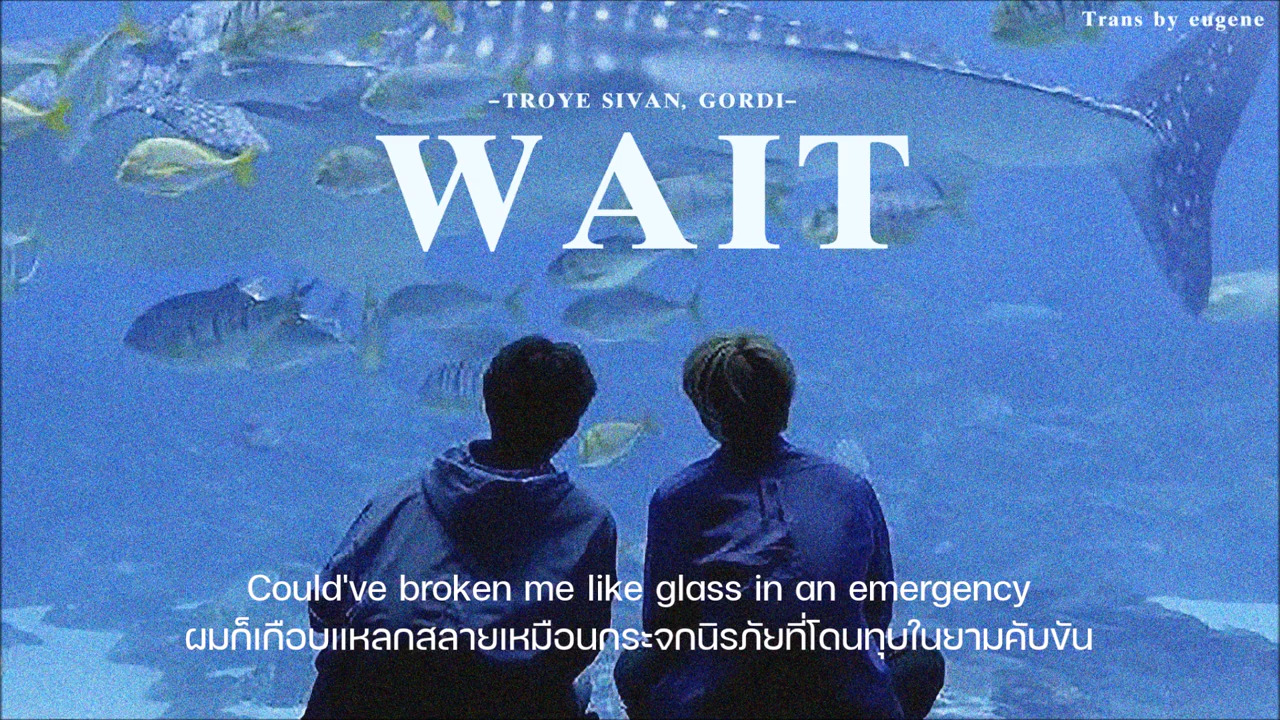 Trans by eugene
-TROYE SIVAN, GORDI-
WAIT
Could've broken me like glass in an emergency
ผมก็เกือบแหลกสลายเหมือนกระจกนิรภัยที่โดนทุบในยามคับขัน